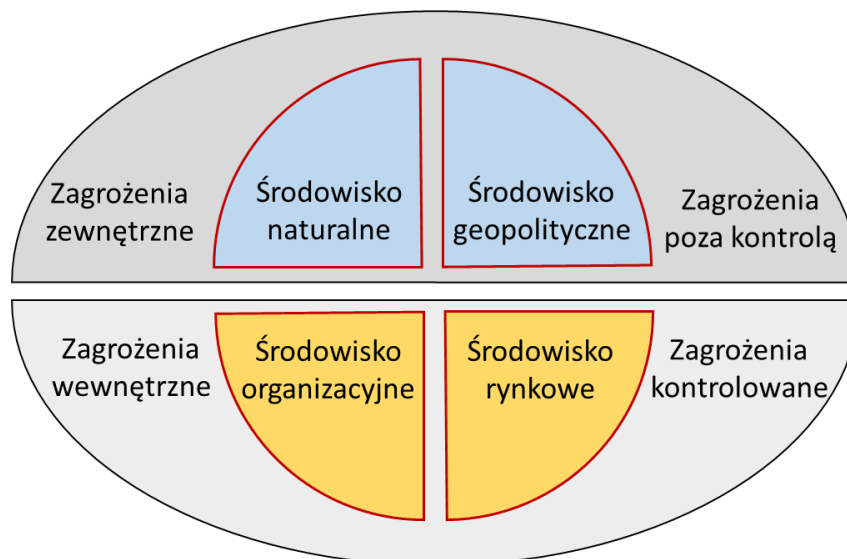 Zagrożenia
zewnętrzne
Środowisko
naturalne
Środowisko
geopolityczne
Zagrożenia
poza kontrolą
Zagrożenia
wewnętrzne
Środowisko
organizacyjne
Środowisko
rynkowe
Zagrożenia
kontrolowane